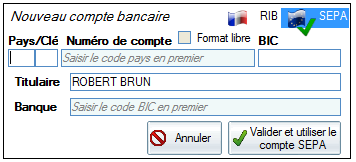 Nouveau compte bancaire RIB SEPA
Pays/Clé Numéro de compte Format libre BIC
Saisir le code pays en premier
Titulaire ROBERT BRUN
Banque Saisir le code BIC en premier
Annuler Valider et utiliser le
compte SEPA